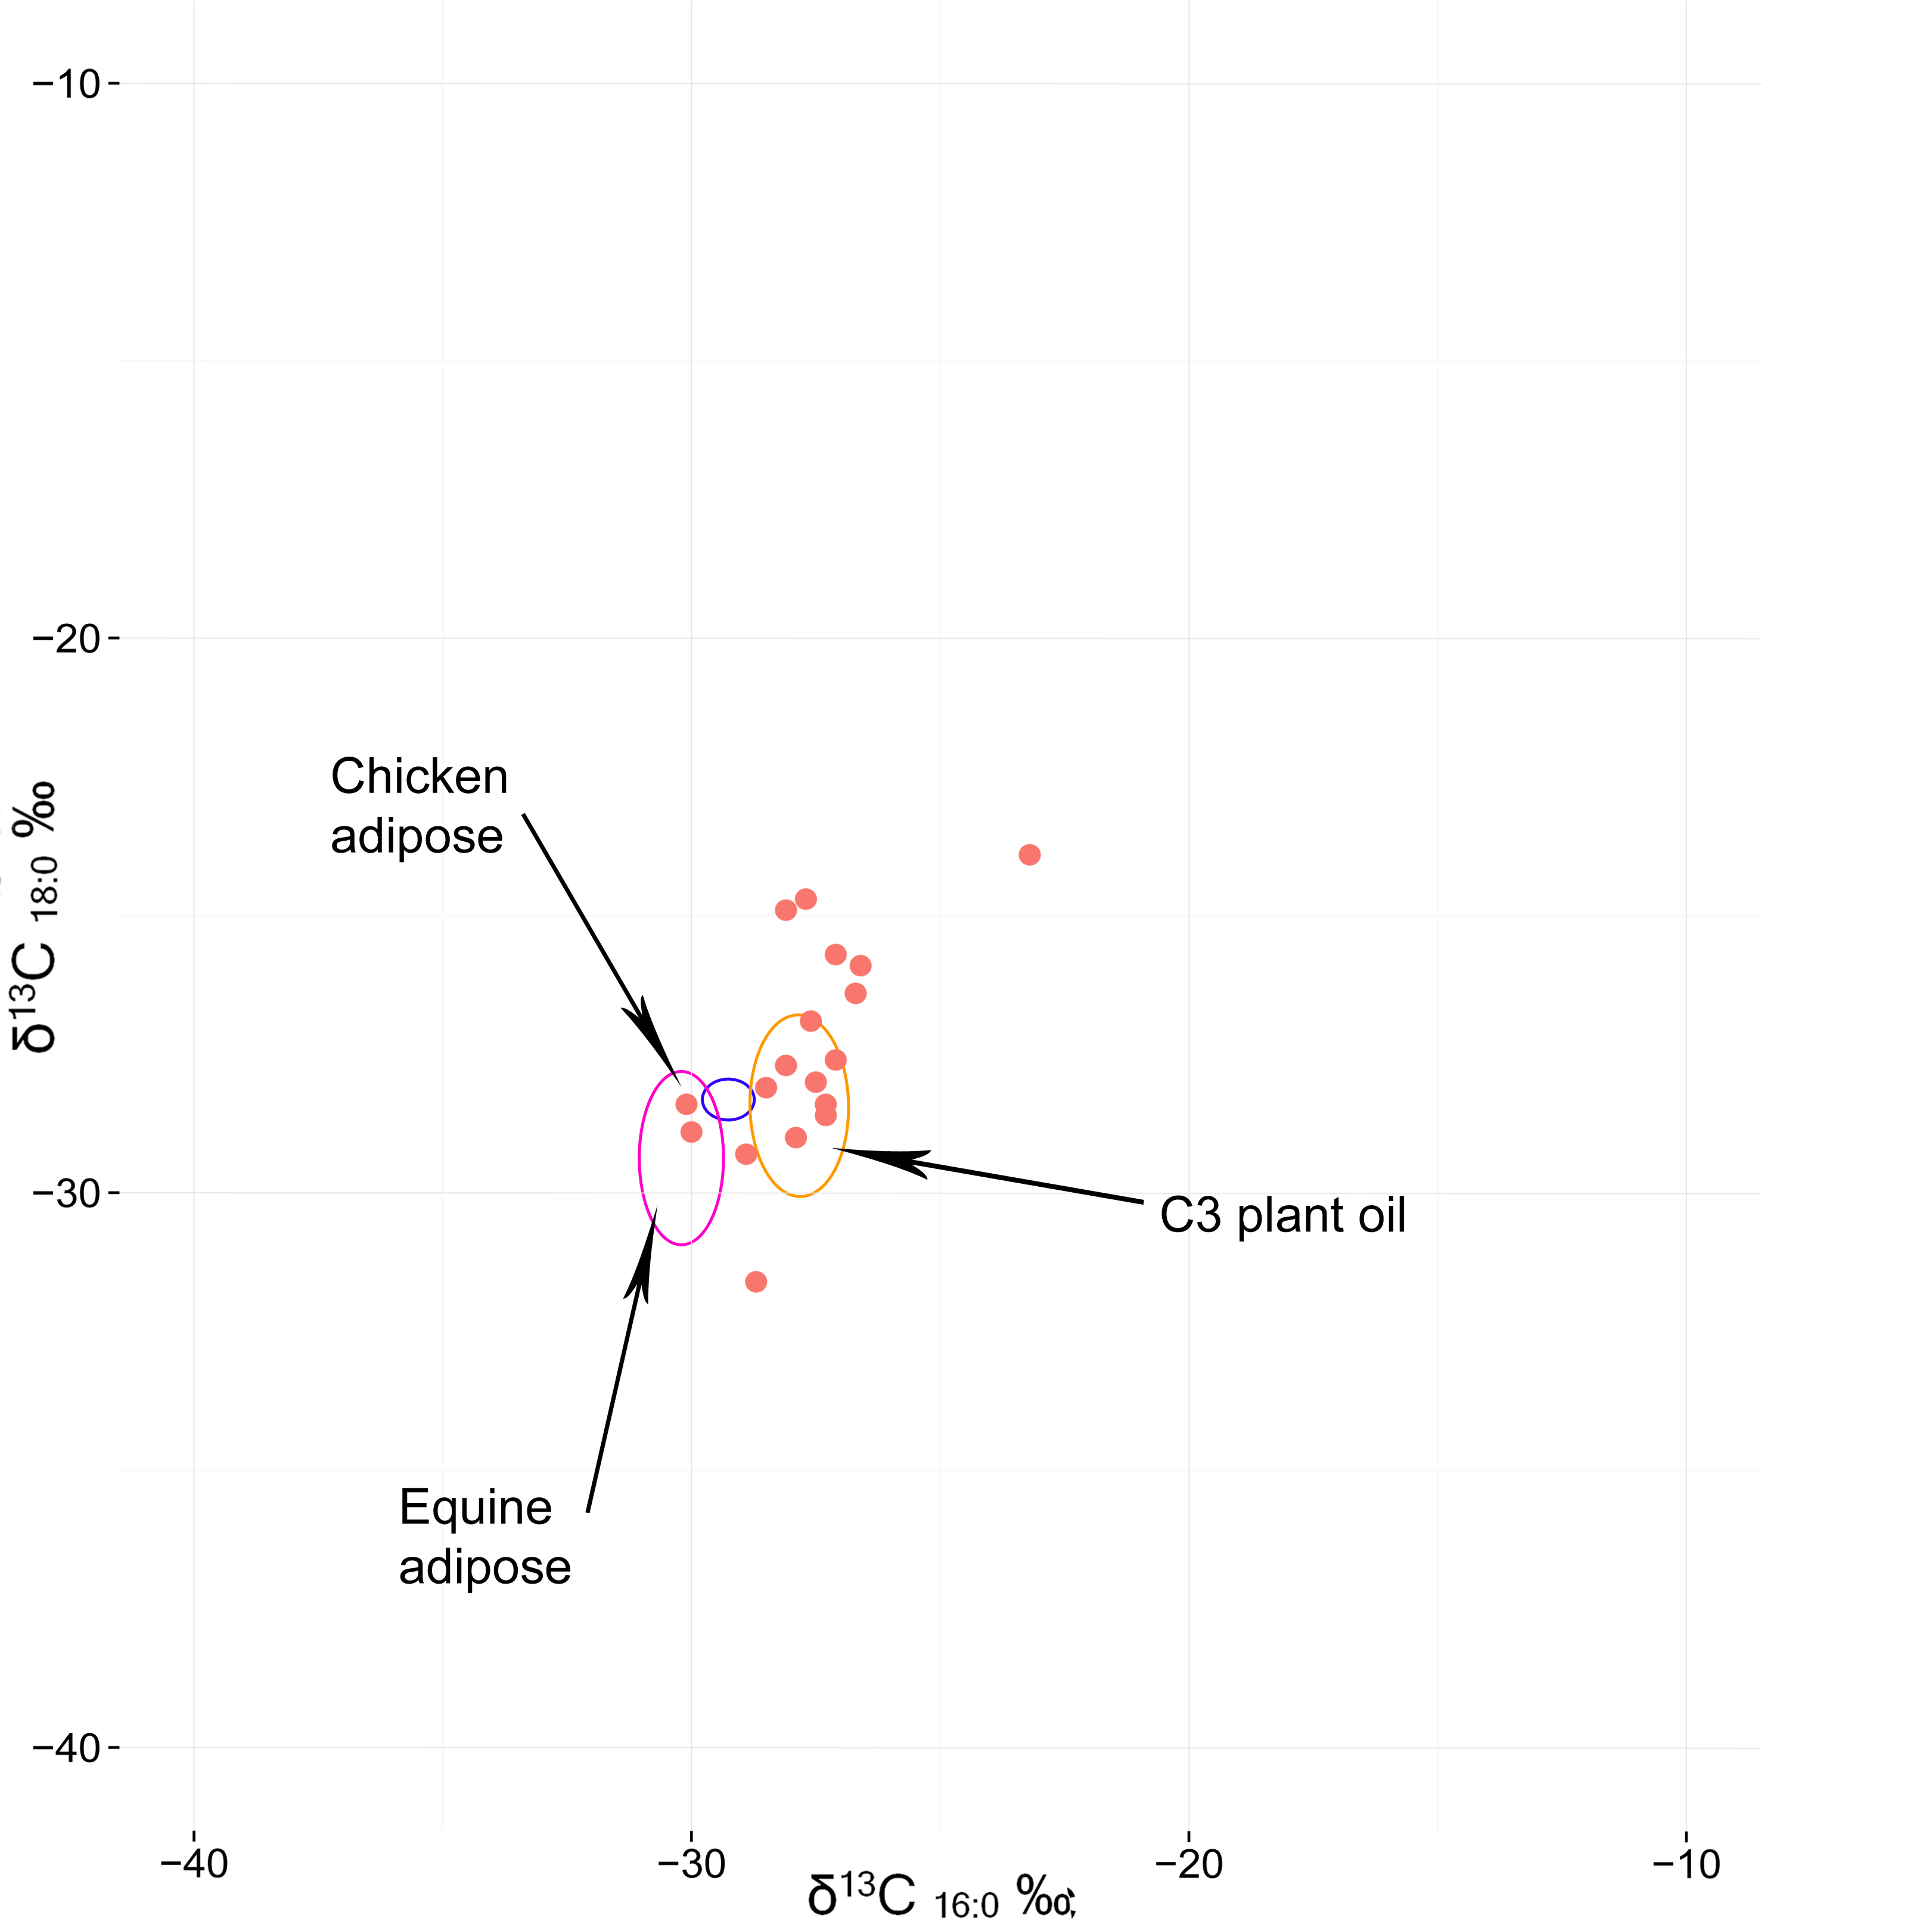 −10
−20
−30
−40
δ13C 18:0 ‰
Chicken
adipose
C3 plant oil
Equine
adipose
−40
−30
−20
−10
δ13C 16:0 ‰